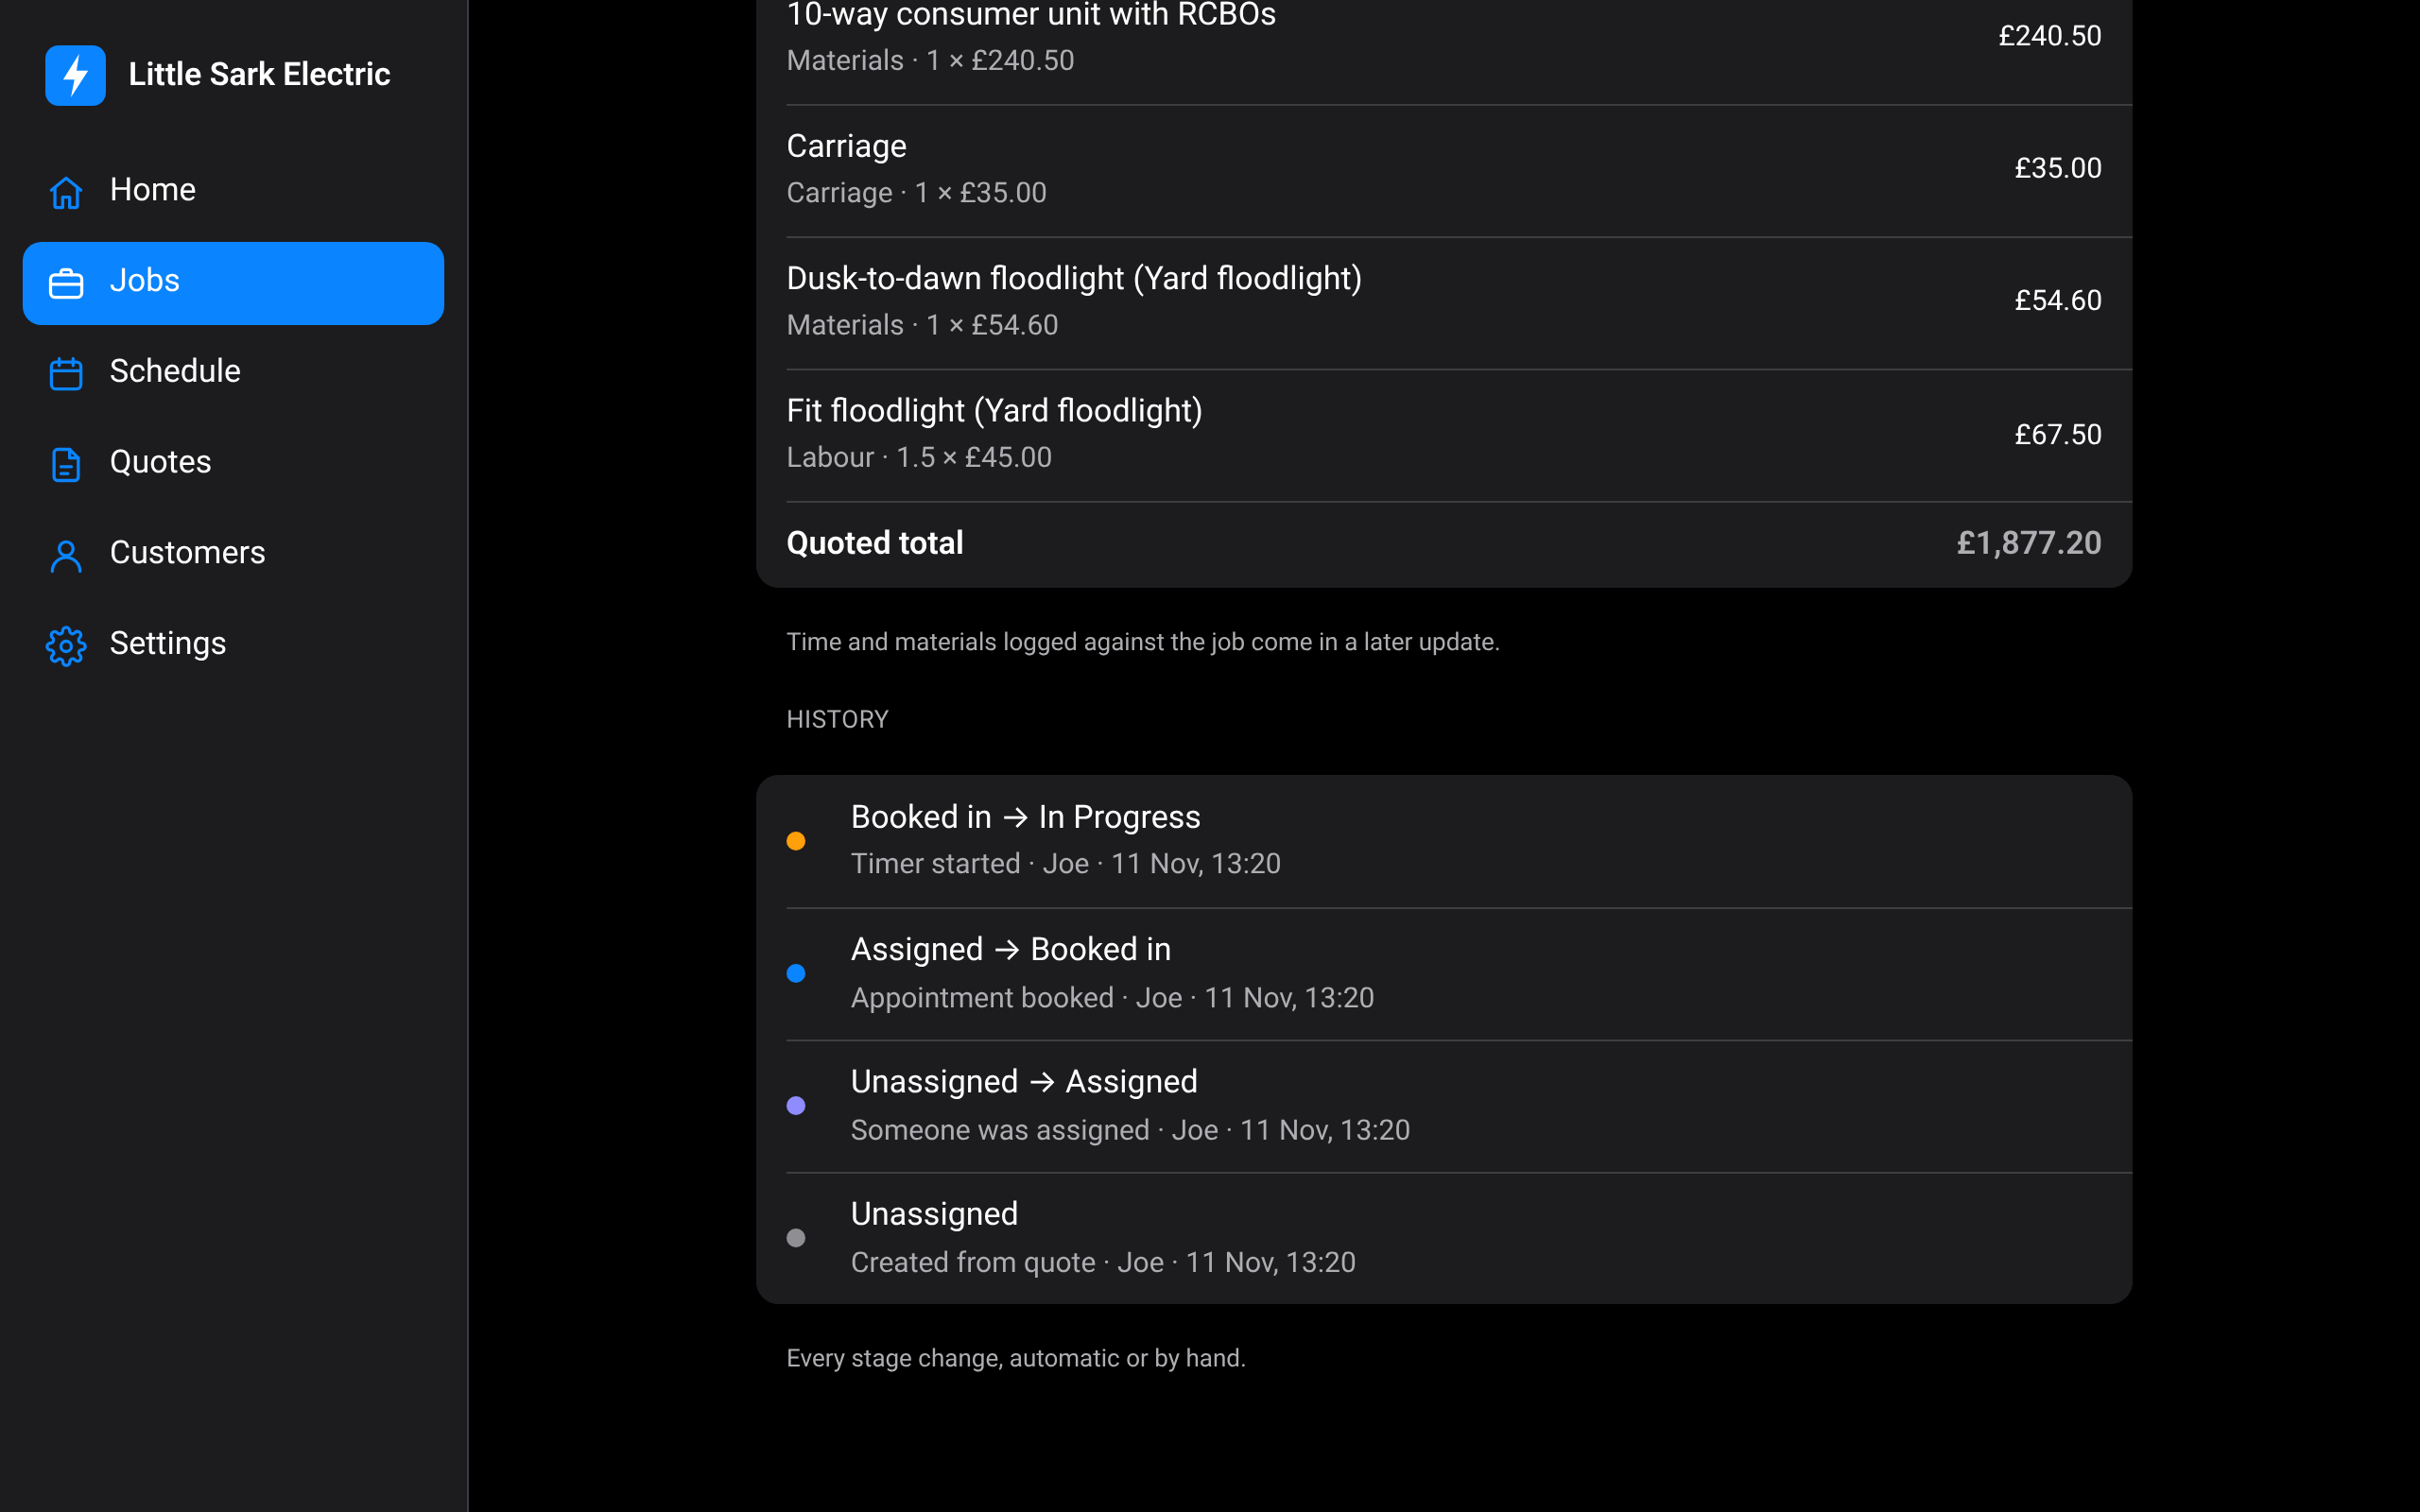 Little Sark Electric
Home
Jobs
Schedule
Quotes
Customers
Settings
10-way consumer unit with RCBOs
Materials · 1 × £240.50
£240.50
Carriage
Carriage · 1 × £35.00
£35.00
Dusk-to-dawn floodlight (Yard floodlight)
Materials · 1 × £54.60
£54.60
Fit floodlight (Yard floodlight)
Labour · 1.5 × £45.00
£67.50
Quoted total
£1,877.20
Time and materials logged against the job come in a later update.
HISTORY
Booked in → In Progress
Timer started · Joe · 11 Nov, 13:20
Assigned → Booked in
Appointment booked · Joe · 11 Nov, 13:20
Unassigned → Assigned
Someone was assigned · Joe · 11 Nov, 13:20
Unassigned
Created from quote · Joe · 11 Nov, 13:20
Every stage change, automatic or by hand.